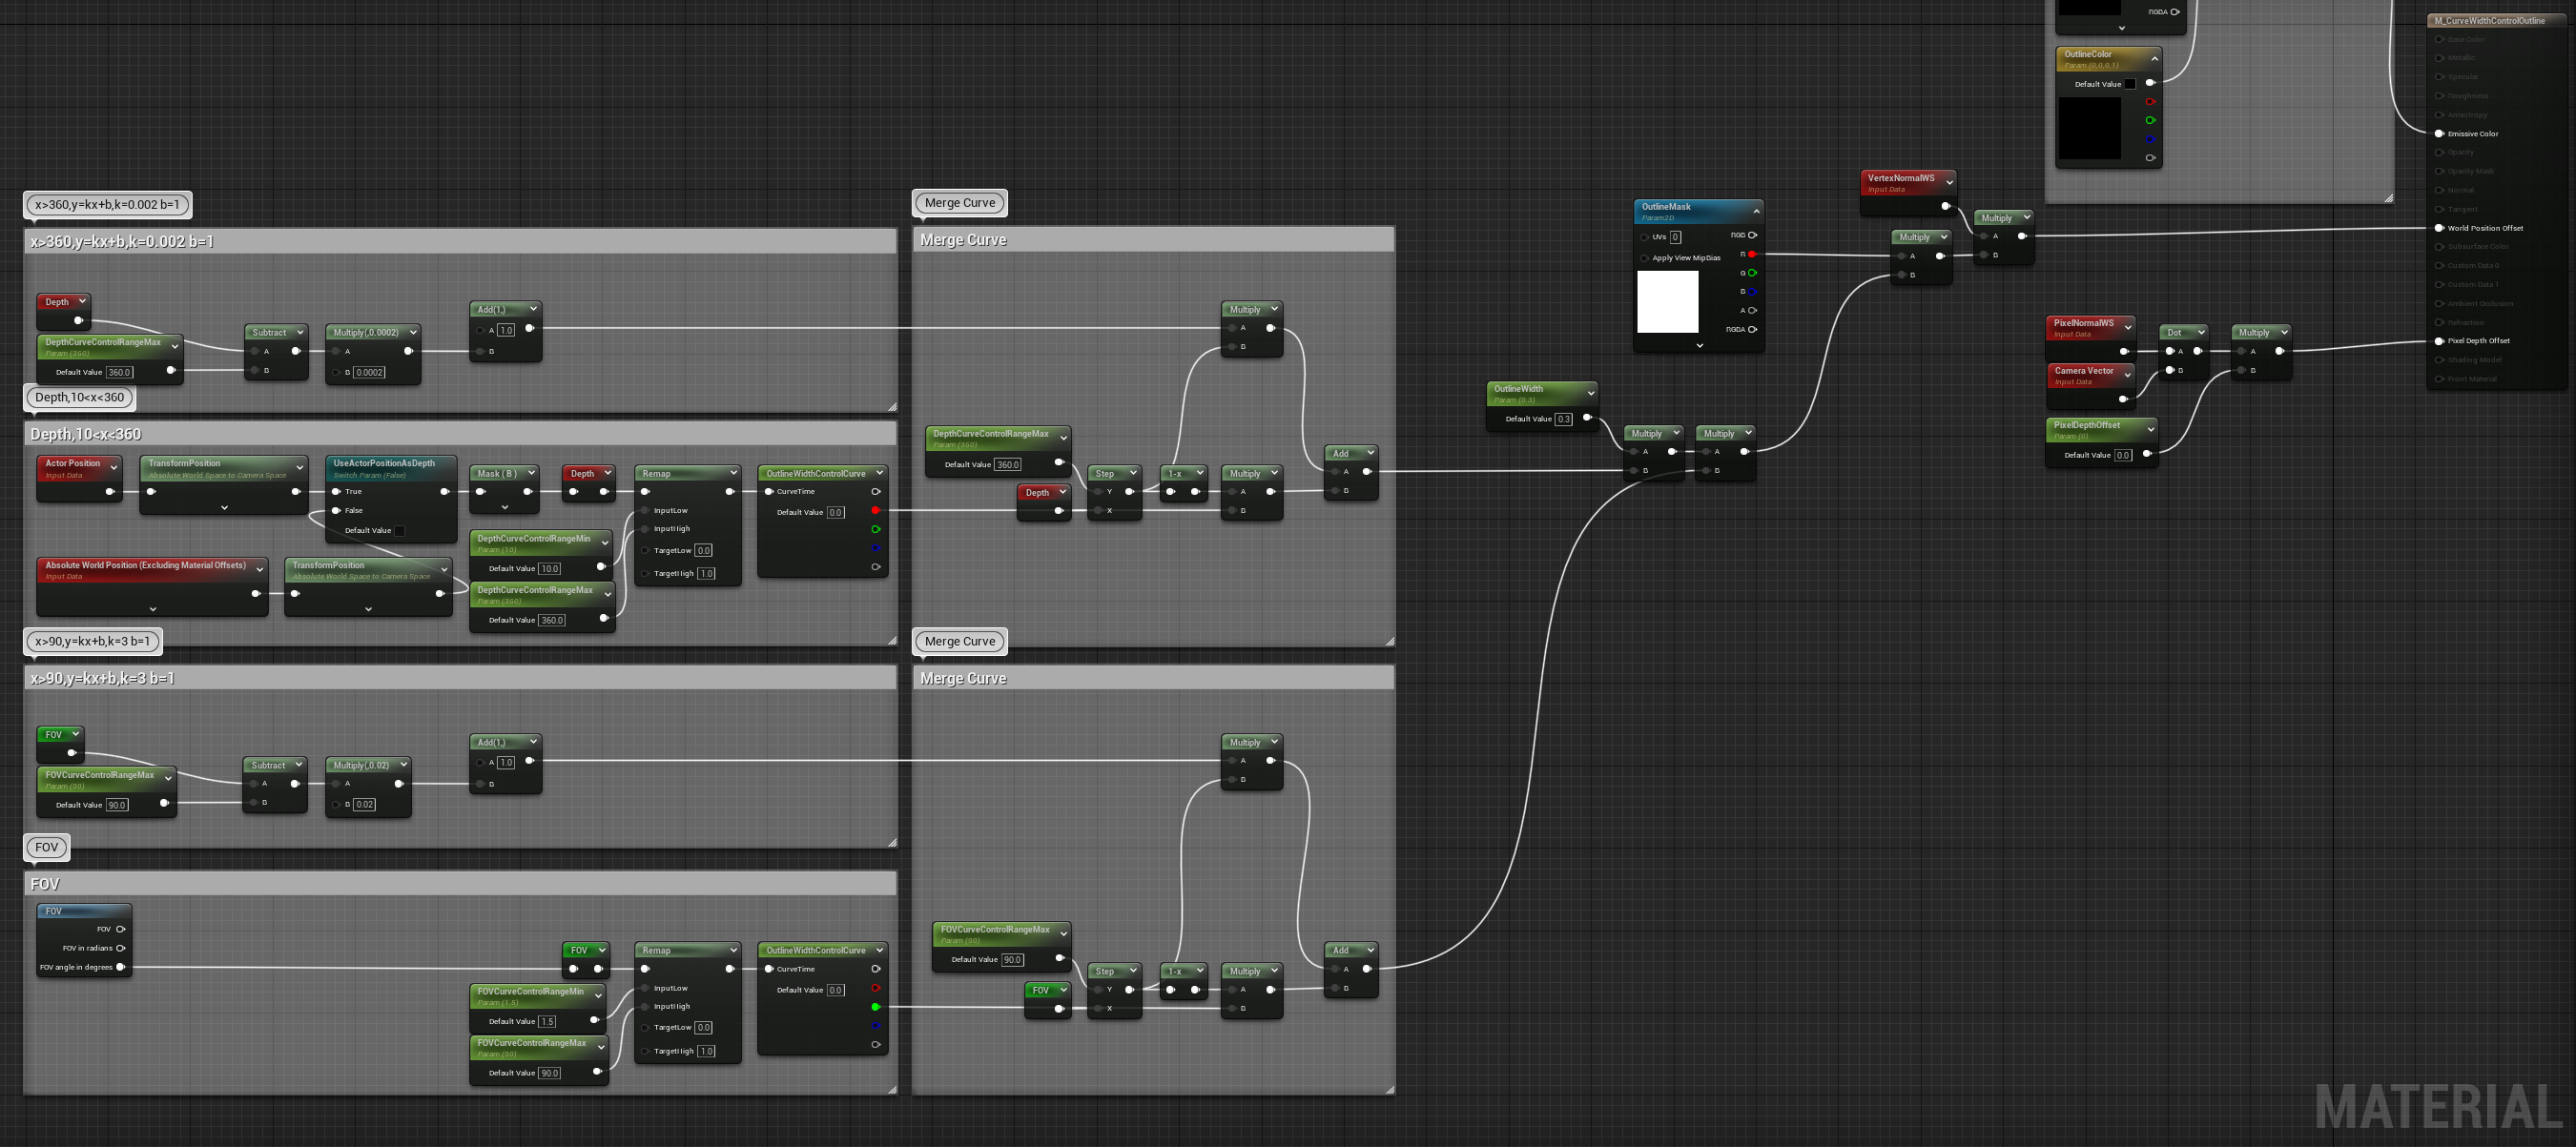 RGBA
M_CurveWidthControlOutline
Base Color
Metallic
Specular
Roughness
Anisotropy
Emissive Color
Opacity
Opacity Mask
Normal
Tangent
World Position Offset
Subsurface Color
Custom Data 0
Custom Data 1
Ambient Occlusion
Refraction
Pixel Depth Offset
Shading Model
Front Material
OutlineColor
Param (0,0,0,1)
Default Value
VertexNormalWS
Input Data
Multiply
A
B
Multiply
A
B
OutlineMask
Param2D
UVs 0
Apply View MipBias
RGB
R
G
B
A
RGBA
PixelNormalWS
Input Data
Camera Vector
Input Data
Dot
A
B
Multiply
A
B
PixelDepthOffset
Param (0)
Default Value 0.0
OutlineWidth
Param (0.3)
Default Value 0.3
Multiply
A
B
Multiply
A
B
x>360,y=kx+b,k=0.002 b=1
x>360,y=kx+b,k=0.002 b=1
Depth
DepthCurveControlRangeMax
Param (360)
Default Value 360.0
Subtract
A
B
Multiply(,0.0002)
A
B 0.0002
Add(1,)
A 1.0
B
Depth,10<x<360
Depth,10<x<360
Actor Position
Input Data
TransformPosition
Absolute World Space to Camera Space
UseActorPositionAsDepth
Switch Param (False)
True
False
Default Value
Mask ( B )
Depth
Remap
InputLow
InputHigh
TargetLow 0.0
TargetHigh 1.0
OutlineWidthControlCurve
CurveTime
Default Value 0.0
Absolute World Position (Excluding Material Offsets)
Input Data
TransformPosition
Absolute World Space to Camera Space
DepthCurveControlRangeMin
Param (10)
Default Value 10.0
DepthCurveControlRangeMax
Param (360)
Default Value 360.0
Merge Curve
Merge Curve
Multiply
A
B
DepthCurveControlRangeMax
Param (360)
Default Value 360.0
Depth
Step
Y
X
1-x
Multiply
A
B
Add
A
B
x>90,y=kx+b,k=3 b=1
x>90,y=kx+b,k=3 b=1
FOV
FOVCurveControlRangeMax
Param (90)
Default Value 90.0
Subtract
A
B
Multiply(,0.02)
A
B 0.02
Add(1,)
A 1.0
B
FOV
FOV
FOV
FOV
FOV in radians
FOV angle in degrees
FOV
Remap
InputLow
InputHigh
TargetLow 0.0
TargetHigh 1.0
OutlineWidthControlCurve
CurveTime
Default Value 0.0
FOVCurveControlRangeMin
Param (1.5)
Default Value 1.5
FOVCurveControlRangeMax
Param (90)
Default Value 90.0
Merge Curve
Merge Curve
Multiply
A
B
FOVCurveControlRangeMax
Param (90)
Default Value 90.0
FOV
Step
Y
X
1-x
Multiply
A
B
Add
A
B
MATERIAL